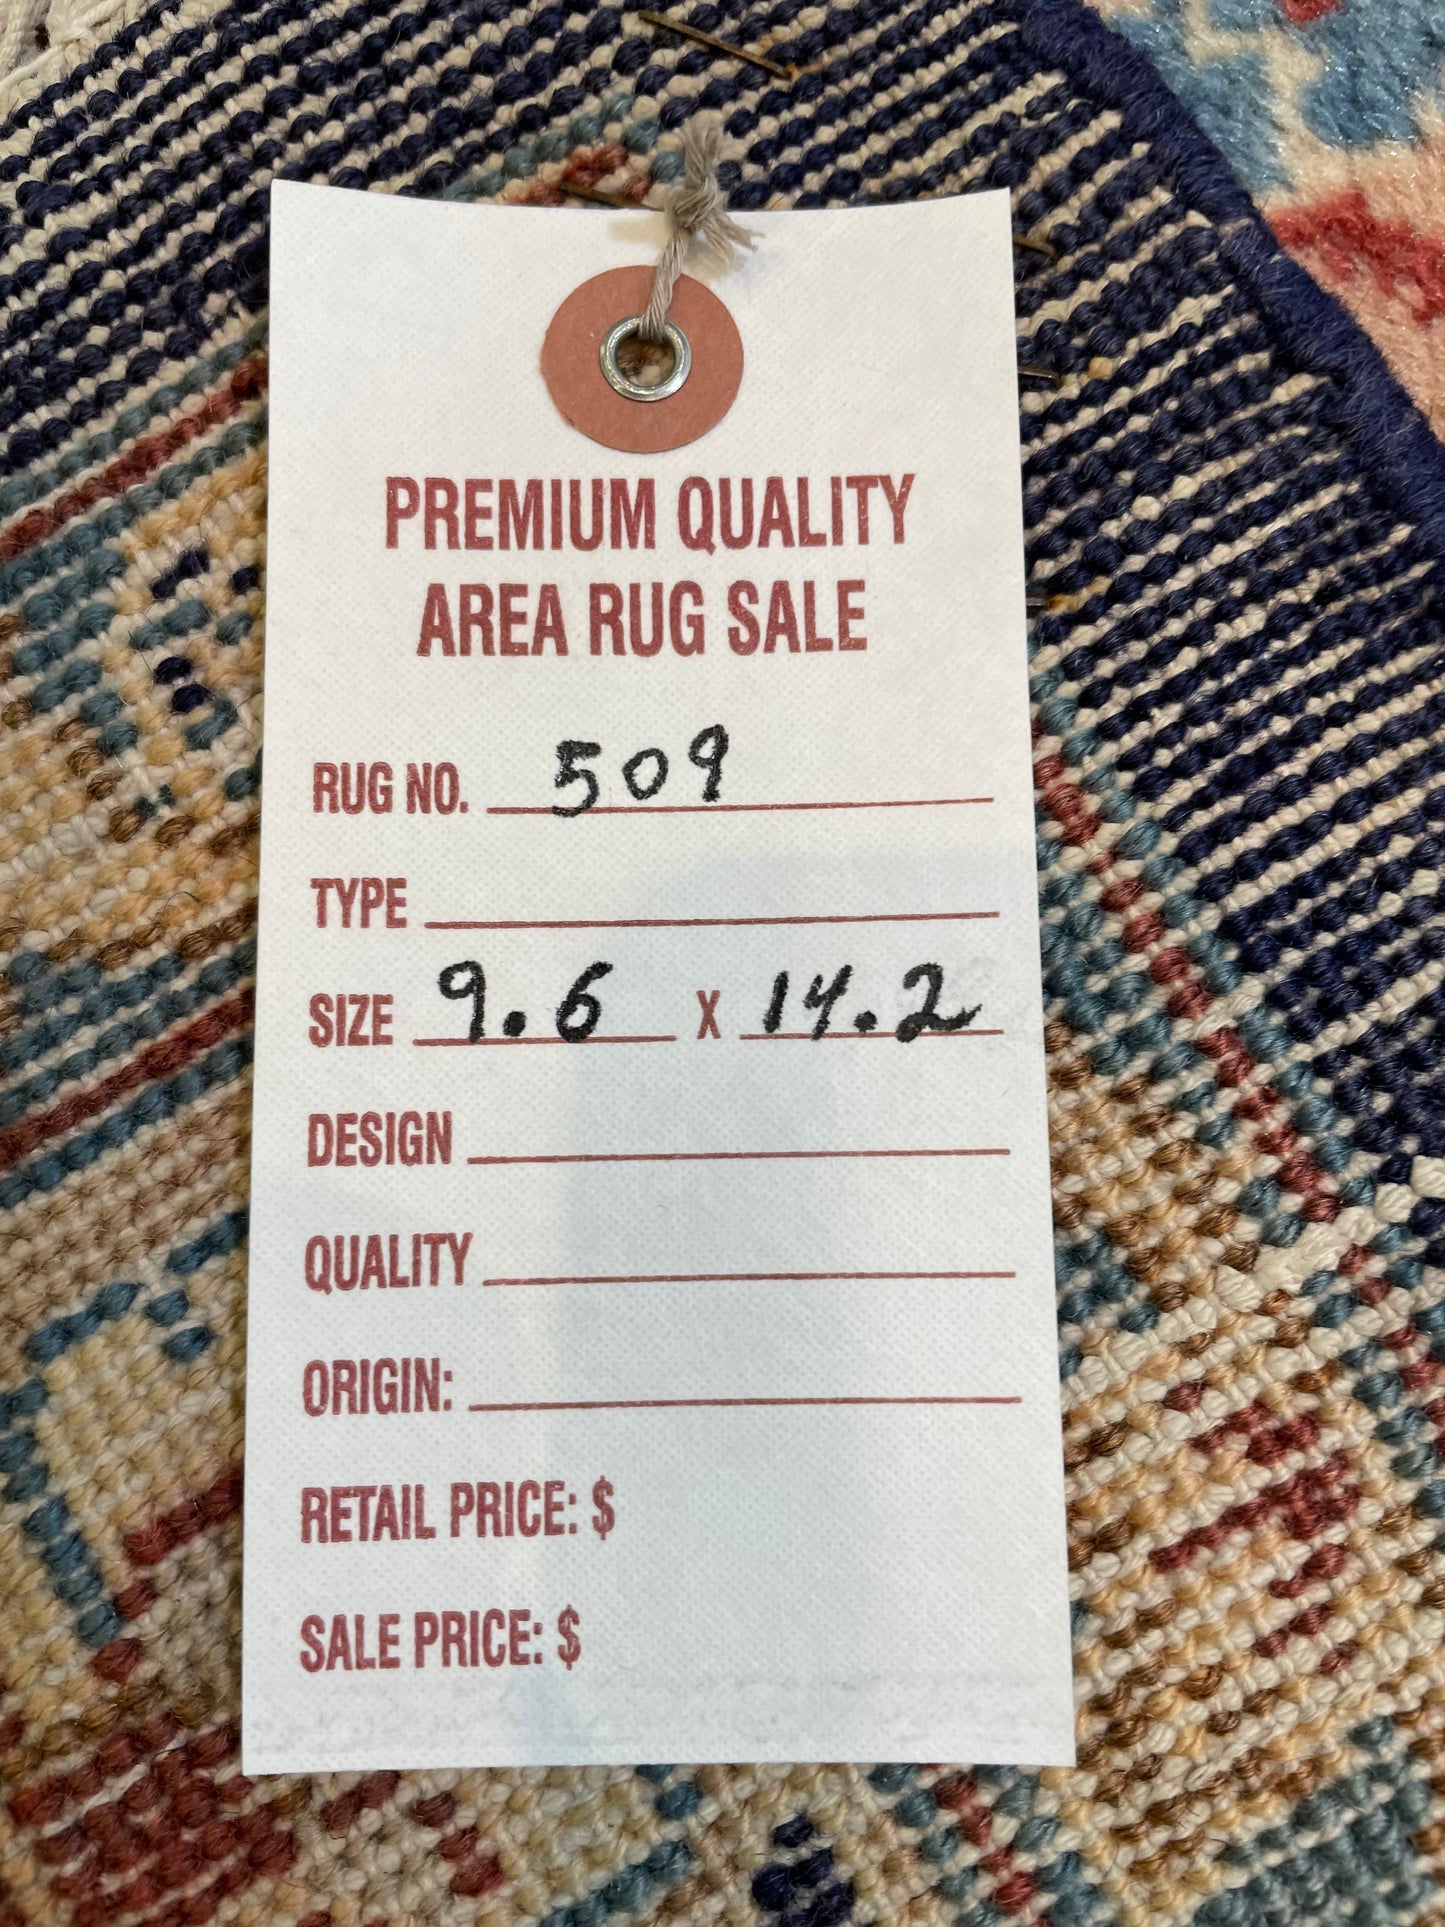 PREMIUM QUALITY
AREA RUG SALE
RUG NO. 509
TYPE
SIZE 9.6 X 14.2
DESIGN
QUALITY
ORIGIN:
RETAIL PRICE: $
SALE PRICE: $